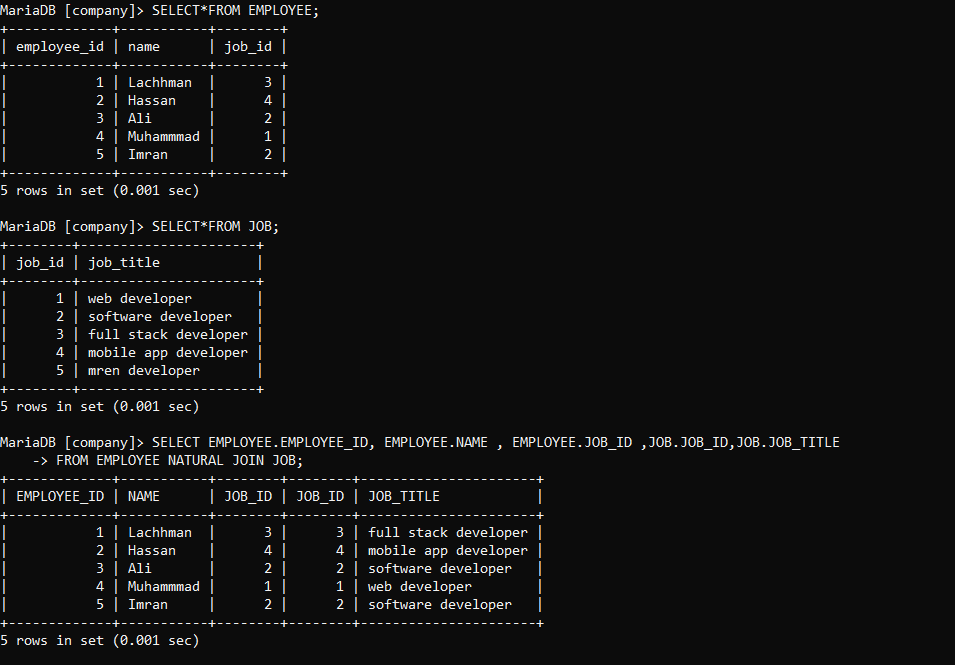 MariaDB [company]> SELECT*FROM EMPLOYEE;
+-------------+-----------+--------+
| employee_id | name      | job_id |
+-------------+-----------+--------+
|           1 | Lachhman  |      3 |
|           2 | Hassan    |      4 |
|           3 | Ali       |      2 |
|           4 | Muhammmad |      1 |
|           5 | Imran     |      2 |
+-------------+-----------+--------+
5 rows in set (0.001 sec)

MariaDB [company]> SELECT*FROM JOB;
+--------+----------------------+
| job_id | job_title            |
+--------+----------------------+
|      1 | web developer        |
|      2 | software developer   |
|      3 | full stack developer |
|      4 | mobile app developer |
|      5 | mren developer       |
+--------+----------------------+
5 rows in set (0.001 sec)

MariaDB [company]> SELECT EMPLOYEE.EMPLOYEE_ID, EMPLOYEE.NAME , EMPLOYEE.JOB_ID ,JOB.JOB_ID,JOB.JOB_TITLE
    -> FROM EMPLOYEE NATURAL JOIN JOB;
+-------------+-----------+--------+--------+----------------------+
| EMPLOYEE_ID | NAME      | JOB_ID | JOB_ID | JOB_TITLE            |
+-------------+-----------+--------+--------+----------------------+
|           1 | Lachhman  |      3 |      3 | full stack developer |
|           2 | Hassan    |      4 |      4 | mobile app developer |
|           3 | Ali       |      2 |      2 | software developer   |
|           4 | Muhammmad |      1 |      1 | web developer        |
|           5 | Imran     |      2 |      2 | software developer   |
+-------------+-----------+--------+--------+----------------------+
5 rows in set (0.001 sec)